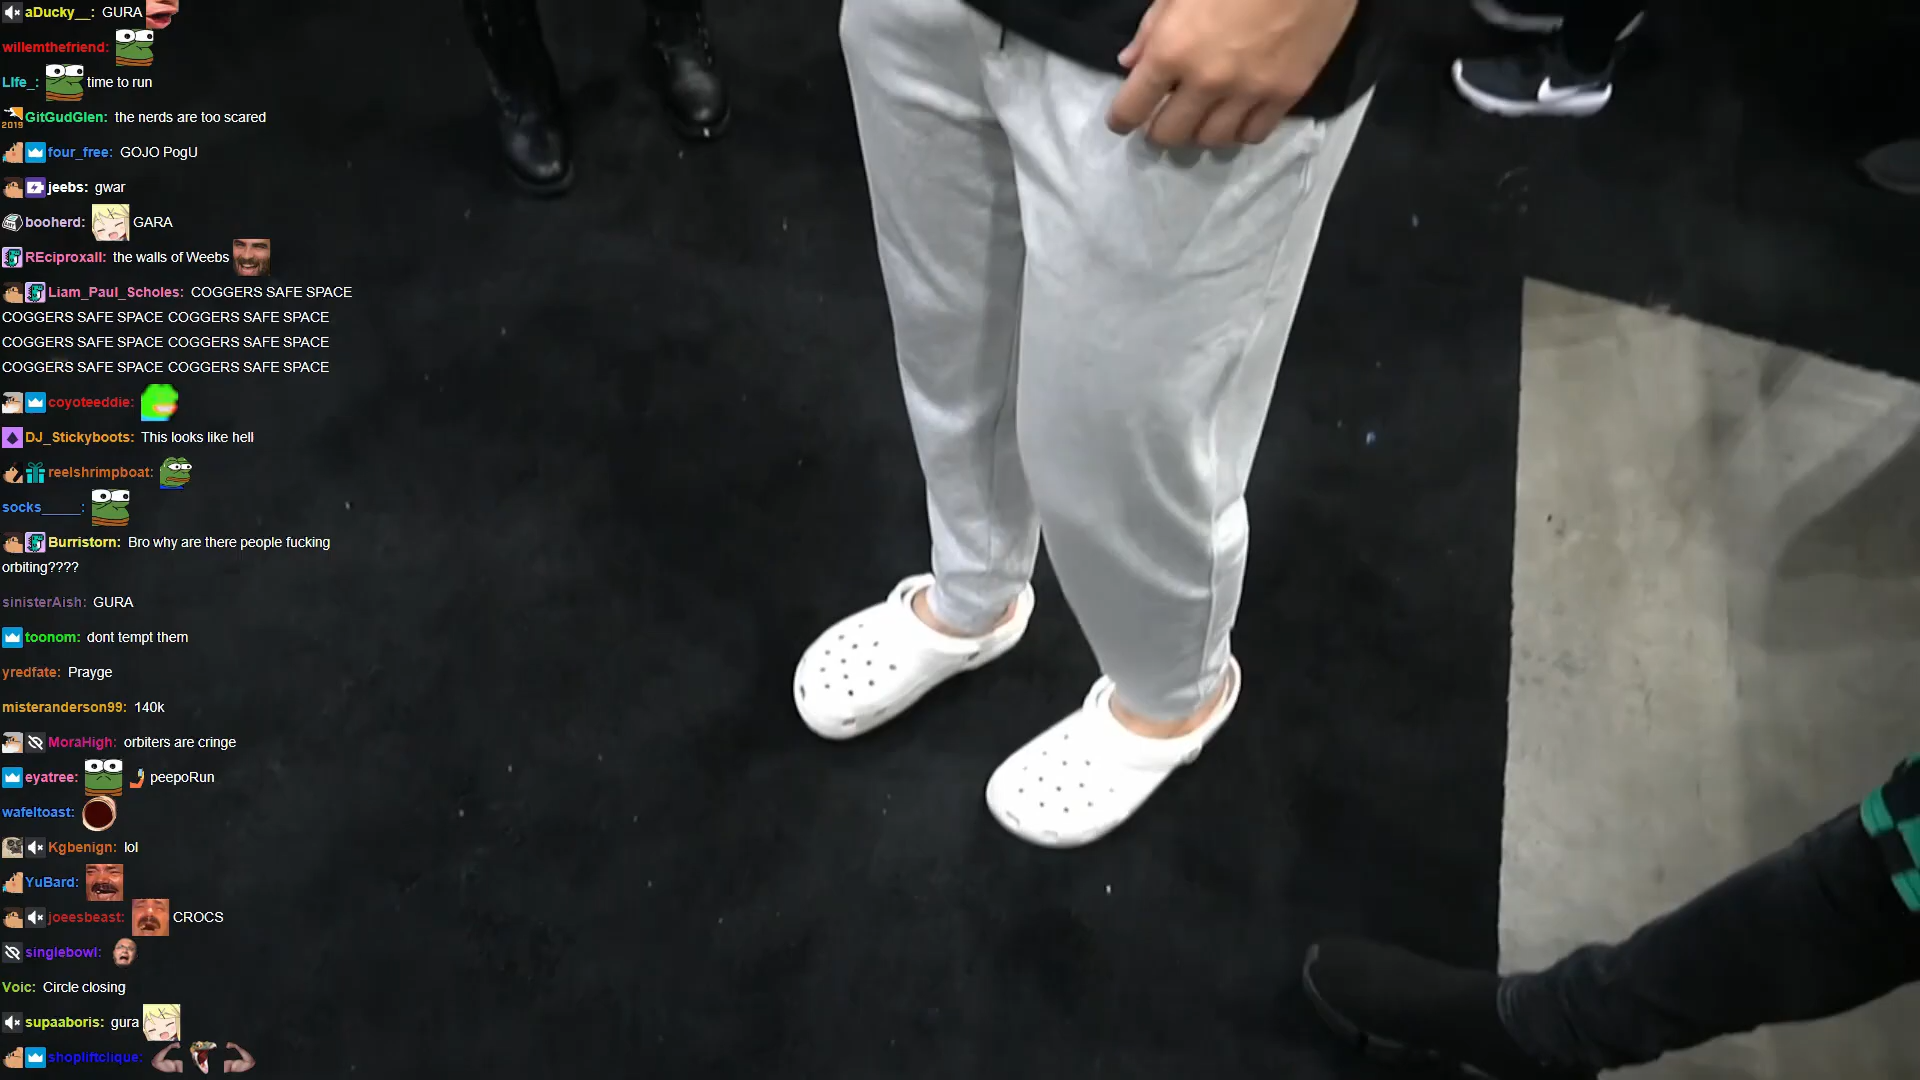 aDucky__: GURA
willemthefriend:
LIfe_: time to run
2019 GitGudGlen: the nerds are too scared
four_free: GOJO PogU
jeebs: gwar
booherd: GARA
REciproxall: the walls of Weebs
Liam_Paul_Scholes: COGGERS SAFE SPACE
COGGERS SAFE SPACE COGGERS SAFE SPACE
COGGERS SAFE SPACE COGGERS SAFE SPACE
COGGERS SAFE SPACE COGGERS SAFE SPACE
coyoteeddie:
DJ_Stickyboots: This looks like hell
reelshrimpboat:
socks_____:
Burristorn: Bro why are there people fucking
orbiting????
sinisterAish: GURA
toonom: dont tempt them
yredfate: Prayge
misteranderson99: 140k
MoraHigh: orbiters are cringe
eyatree: peepoRun
wafeltoast:
Kgbenign: lol
YuBard:
joeesbeast: CROCS
singlebowl:
Voic: Circle closing
supaaboris: gura
shopliftclique: